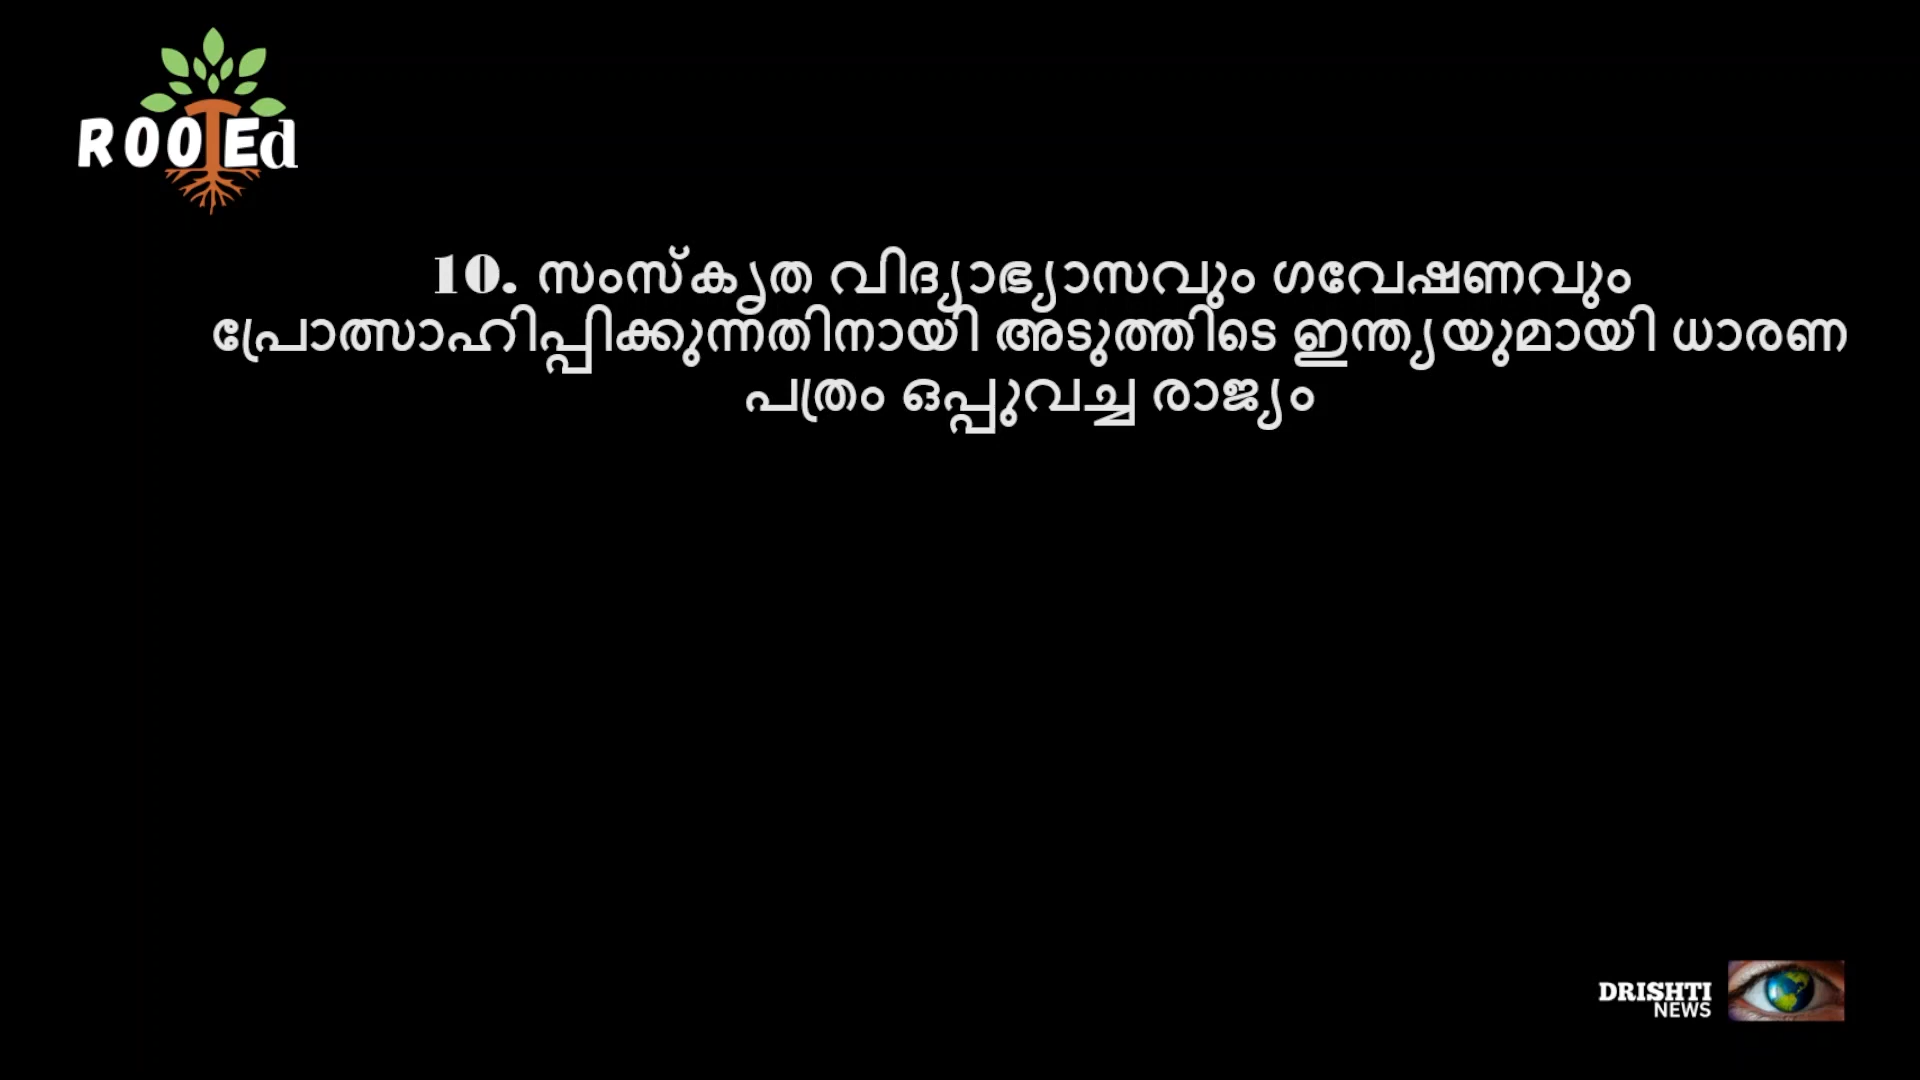 ROOTEd
10. സംസ്കൃത വിദ്യാഭ്യാസവും ഗവേഷണവും
പ്രോത്സാഹിപ്പിക്കുന്നതിനായി അടുത്തിടെ ഇന്ത്യയുമായി ധാരണ
പത്രം ഒപ്പുവച്ച രാജ്യം
DRISHTI
NEWS